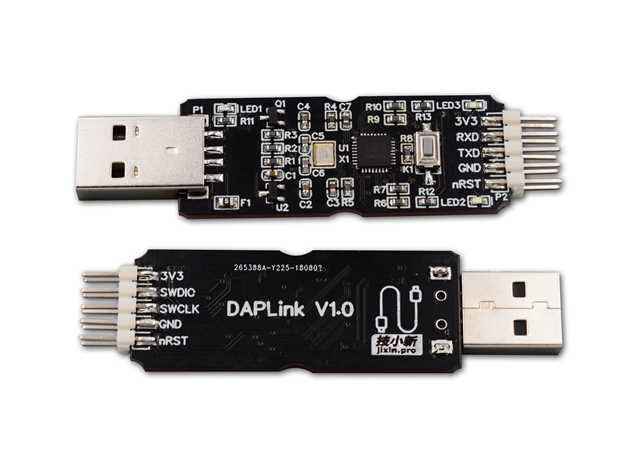 P1
LED1
R11
Q1
C4
R4
C7
R10
R9
R13
LED3
3V3
RXD
TXD
GND
nRST
P2
R3
R2
R1
C1
C5
C6
U1
X1
R8
K1
F1
U2
C2
C3
R5
R7
R6
R12
LED2
265388A-Y225-180807
3V3
SWDIO
SWCLK
GND
nRST
DAPLink V1.0
技小新
jixin.pro